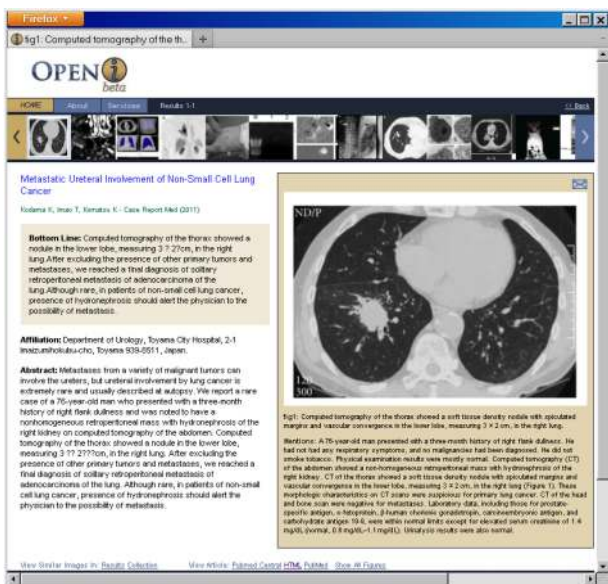 Firefox
fig1: Computed tomography of the th...
OPEN i
beta
HOME About Services Results 1-1 << Back
Metastatic Ureteral Involvement of Non-Small Cell Lung
Cancer
Kodama K, Imao T, Komatsu K - Case Report Med (2011)
Bottom Line: Computed tomography of the thorax showed a
nodule in the lower lobe, measuring 3 ? 2?cm, in the right
lung.After excluding the presence of other primary tumors and
metastases, we reached a final diagnosis of solitary
retroperitoneal metastasis of adenocarcinoma of the
lung.Although rare, in patients of non-small cell lung cancer,
presence of hydronephrosis should alert the physician to the
possibility of metastasis.
Affiliation: Department of Urology, Toyama City Hospital, 2-1
Imaizumihokubu-cho, Toyama 939-8511, Japan.
Abstract: Metastases from a variety of malignant tumors can
involve the ureters, but ureteral involvement by lung cancer is
extremely rare and usually described at autopsy. We report a rare
case of a 76-year-old man who presented with a three-month
history of right flank dullness and was noted to have a
nonhomogeneous retroperitoneal mass with hydronephrosis of the
right kidney on computed tomography of the abdomen. Computed
tomography of the thorax showed a nodule in the lower lobe,
measuring 3 ?? 2???cm, in the right lung. After excluding the
presence of other primary tumors and metastases, we reached a
final diagnosis of solitary retroperitoneal metastasis of
adenocarcinoma of the lung. Although rare, in patients of non-small
cell lung cancer, presence of hydronephrosis should alert the
physician to the possibility of metastasis.
ND/P
300
fig1: Computed tomography of the thorax showed a soft tissue density nodule with spiculated
margins and vascular convergence in the lower lobe, measuring 3 × 2 cm, in the right lung.
Mentions: A 76-year-old man presented with a three-month history of right flank dullness. He
had not had any respiratory symptoms, and no malignancies had been diagnosed. He did not
smoke tobacco. Physical examination results were mostly normal. Computed tomography (CT)
of the abdomen showed a non-homogeneous retroperitoneal mass with hydronephrosis of the
right kidney. CT of the thorax showed a soft tissue density nodule with spiculated margins and
vascular convergence in the lower lobe, measuring 3 × 2 cm, in the right lung (Figure 1). These
morphologic characteristics on CT scans were suspicious for primary lung cancer. CT of the head
and bone scan were negative for metastases. Laboratory data, including those for prostate-
specific antigen, α-fetoprotein, β-human chorionic gonadotropin, carcinoembryonic antigen, and
carbohydrate antigen 19-9, were within normal limits except for elevated serum creatinine of 1.4
mg/dL (normal, 0.8 mg/dL–1.1 mg/dL). Urinalysis results were also normal.
View Similar Images In: Results Collection View Article: Pubmed Central HTML PubMed Show All Figures